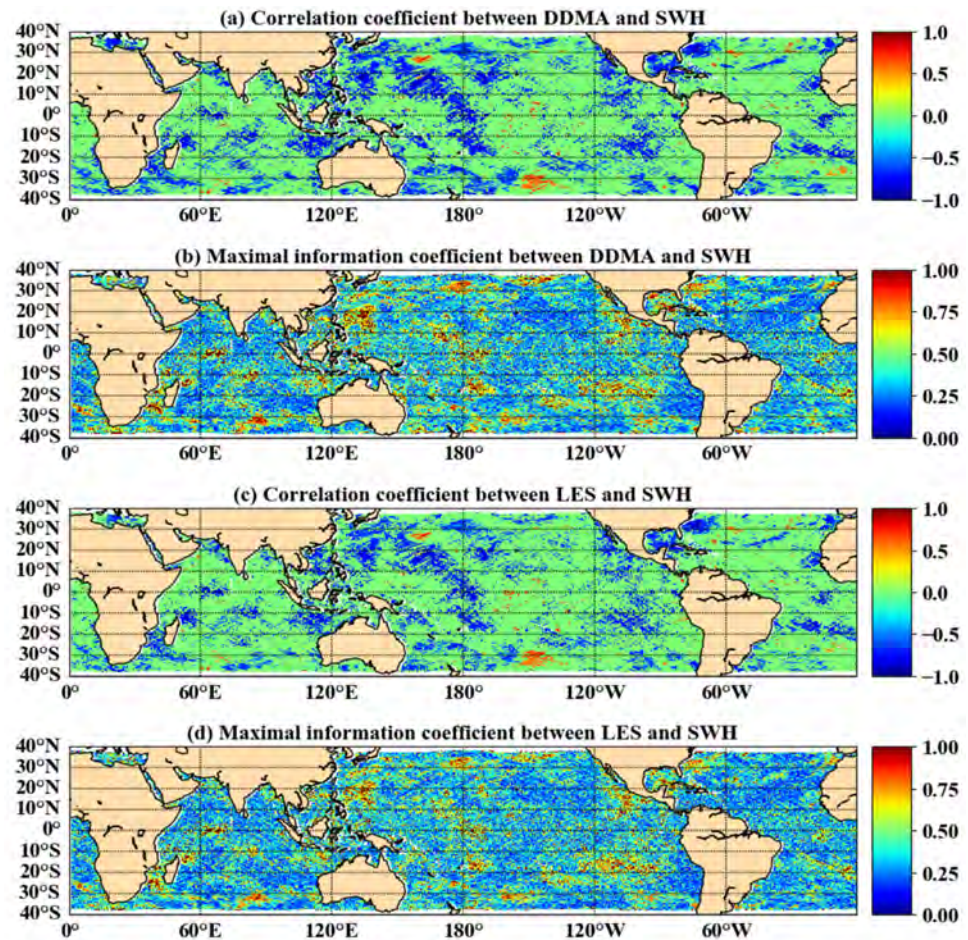 (a) Correlation coefficient between DDMA and SWH
40°N
30°N
20°N
10°N
0°
10°S
20°S
30°S
40°S
0°
60°E
120°E
180°
120°W
60°W
1.0
0.5
0.0
−0.5
−1.0
(b) Maximal information coefficient between DDMA and SWH
40°N
30°N
20°N
10°N
0°
10°S
20°S
30°S
40°S
0°
60°E
120°E
180°
120°W
60°W
1.00
0.75
0.50
0.25
0.00
(c) Correlation coefficient between LES and SWH
40°N
30°N
20°N
10°N
0°
10°S
20°S
30°S
40°S
0°
60°E
120°E
180°
120°W
60°W
1.0
0.5
0.0
−0.5
−1.0
(d) Maximal information coefficient between LES and SWH
40°N
30°N
20°N
10°N
0°
10°S
20°S
30°S
40°S
0°
60°E
120°E
180°
120°W
60°W
1.00
0.75
0.50
0.25
0.00